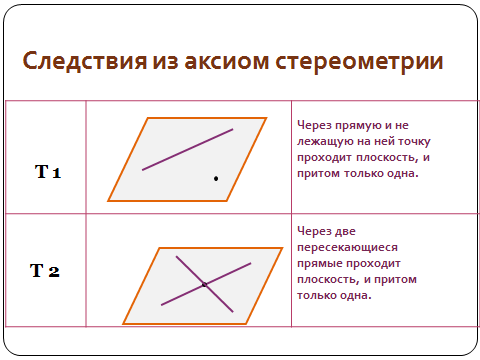 Следствия из аксиом стереометрии
Т 1
Через прямую и не
лежащую на ней точку
проходит плоскость, и
притом только одна.
Т 2
Через две
пересекающиеся
прямые проходит
плоскость, и притом
только одна.